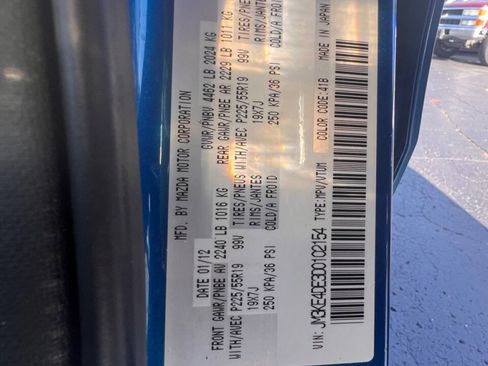 MFD. BY MAZDA MOTOR CORPORATION
DATE 01/12
GVWR/PNBV 4462 LB 2024 KG
FRONT GAWR/PNBE AV 2240 LB 1016 KG
REAR GAWR/PNBE AR 2229 LB 1011 KG
WITH/AVEC P225/55R19 99V TIRES/PNEUS WITH/AVEC P225/55R19 99V TIRES/PNE
19X7J RIMS/JANTES 19X7J RIMS/JANTES
250 KPA/36 PSI COLD/A FROID 250 KPA/36 PSI COLD/A FROID
VIN: JM3KE4DE3D0102154 TYPE:MPV/VTUM COLOR CODE:41B MADE IN JAPAN